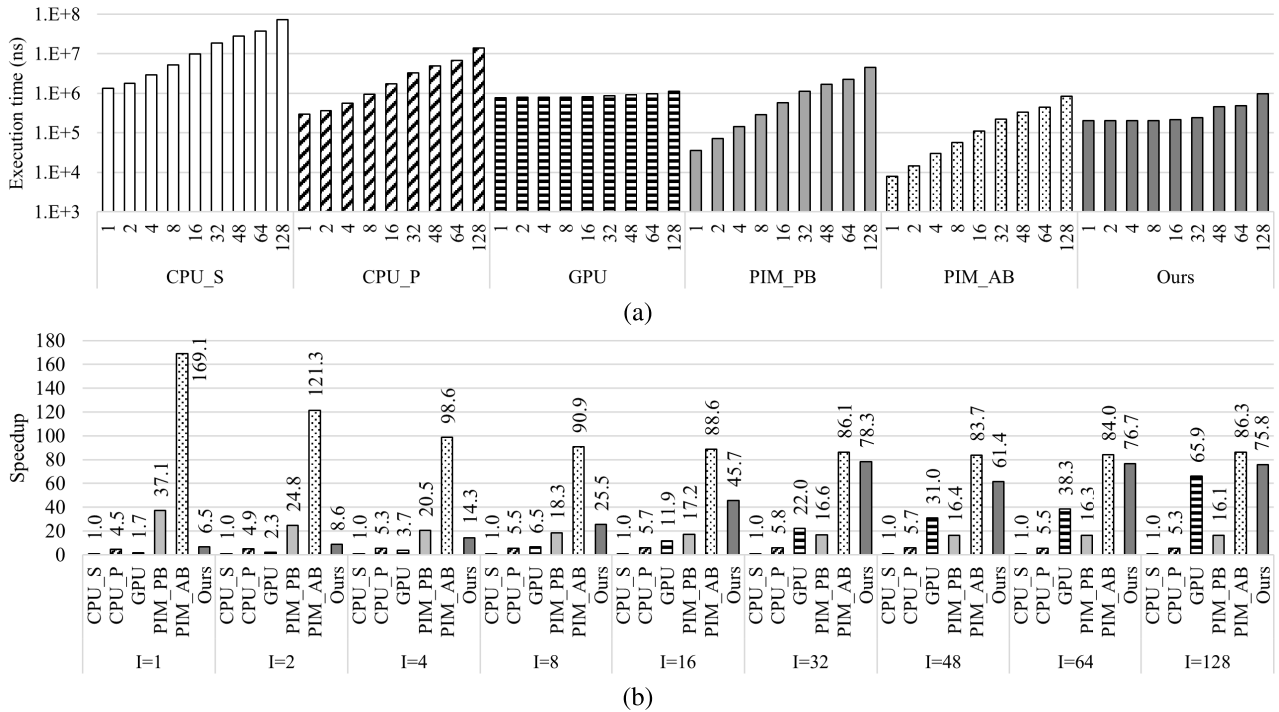 1.E+8
1.E+7
1.E+6
1.E+5
1.E+4
1.E+3
Execution time (ns)
1 2 4 8 16 32 48 64 128 1 2 4 8 16 32 48 64 128 1 2 4 8 16 32 48 64 128 1 2 4 8 16 32 48 64 128 1 2 4 8 16 32 48 64 128 1 2 4 8 16 32 48 64 128
CPU_S CPU_P GPU PIM_PB PIM_AB Ours
(a)
180
160
140
120
100
80
60
40
20
0
Speedup
1.0 4.5 1.7 37.1 169.1 6.5 1.0 4.9 2.3 24.8 121.3 8.6 1.0 5.3 3.7 20.5 98.6 14.3 1.0 5.5 6.5 18.3 90.9 25.5 1.0 5.7 11.9 17.2 88.6 45.7 1.0 5.8 22.0 16.6 86.1 78.3 1.0 5.7 31.0 16.4 83.7 61.4 1.0 5.5 38.3 16.3 84.0 76.7 1.0 5.3 65.9 16.1 86.3 75.8
CPU_S CPU_P GPU PIM_PB PIM_AB Ours CPU_S CPU_P GPU PIM_PB PIM_AB Ours CPU_S CPU_P GPU PIM_PB PIM_AB Ours CPU_S CPU_P GPU PIM_PB PIM_AB Ours CPU_S CPU_P GPU PIM_PB PIM_AB Ours CPU_S CPU_P GPU PIM_PB PIM_AB Ours CPU_S CPU_P GPU PIM_PB PIM_AB Ours CPU_S CPU_P GPU PIM_PB PIM_AB Ours CPU_S CPU_P GPU PIM_PB PIM_AB Ours
I=1 I=2 I=4 I=8 I=16 I=32 I=48 I=64 I=128
(b)